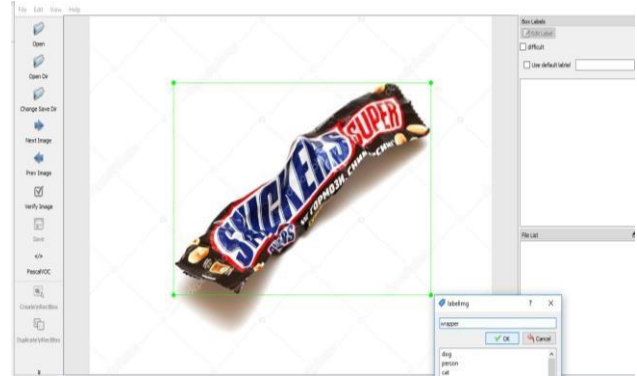 File Edit View Help
Open
Open Dir
Change Save Dir
Next Image
Prev Image
Verify Image
Save
</>
PascalVOC
Create\nRectBox
Duplicate\nRectBox
SNICKERS
SUPER
Box Labels
Edit Label
difficult
Use default label
File List
labelImg
? X
wrapper
OK Cancel
dog
person
cat